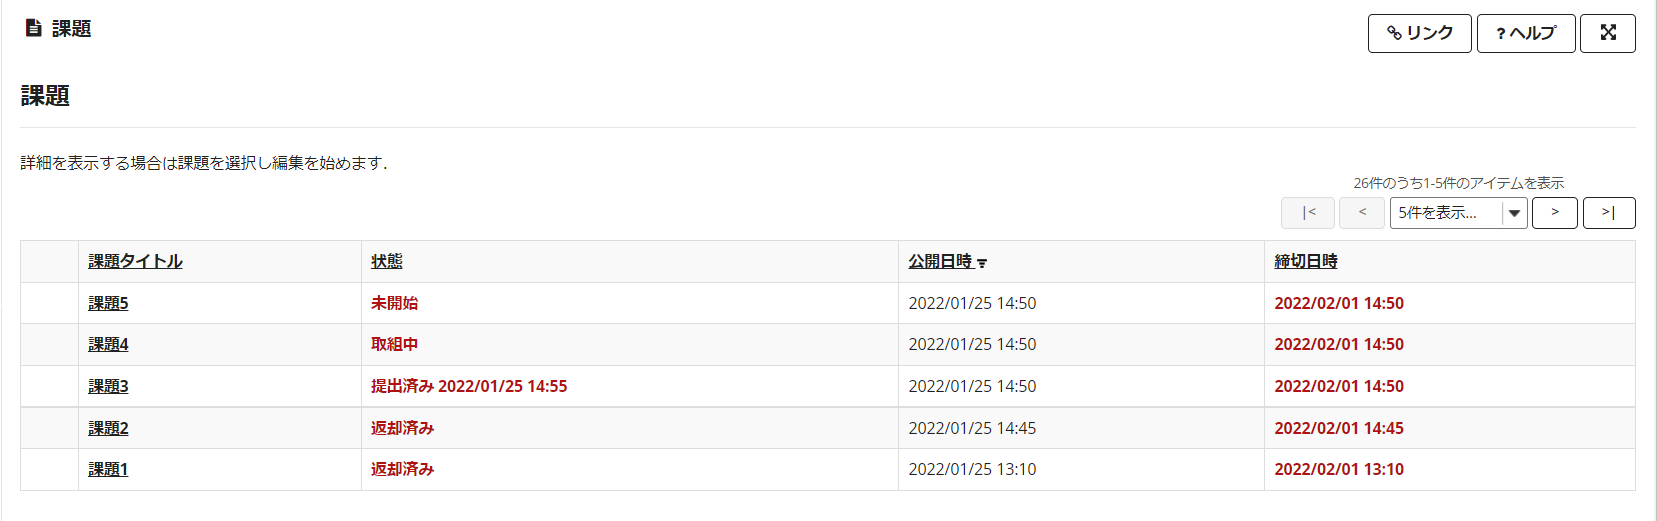 課題
リンク
? ヘルプ
課題
詳細を表示する場合は課題を選択し編集を始めます.
26件のうち1-5件のアイテムを表示
|< < 5件を表示... > >|
課題タイトル 状態 公開日時 締切日時
課題5 未開始 2022/01/25 14:50 2022/02/01 14:50
課題4 取組中 2022/01/25 14:50 2022/02/01 14:50
課題3 提出済み 2022/01/25 14:55 2022/01/25 14:50 2022/02/01 14:50
課題2 返却済み 2022/01/25 14:45 2022/02/01 14:45
課題1 返却済み 2022/01/25 13:10 2022/02/01 13:10